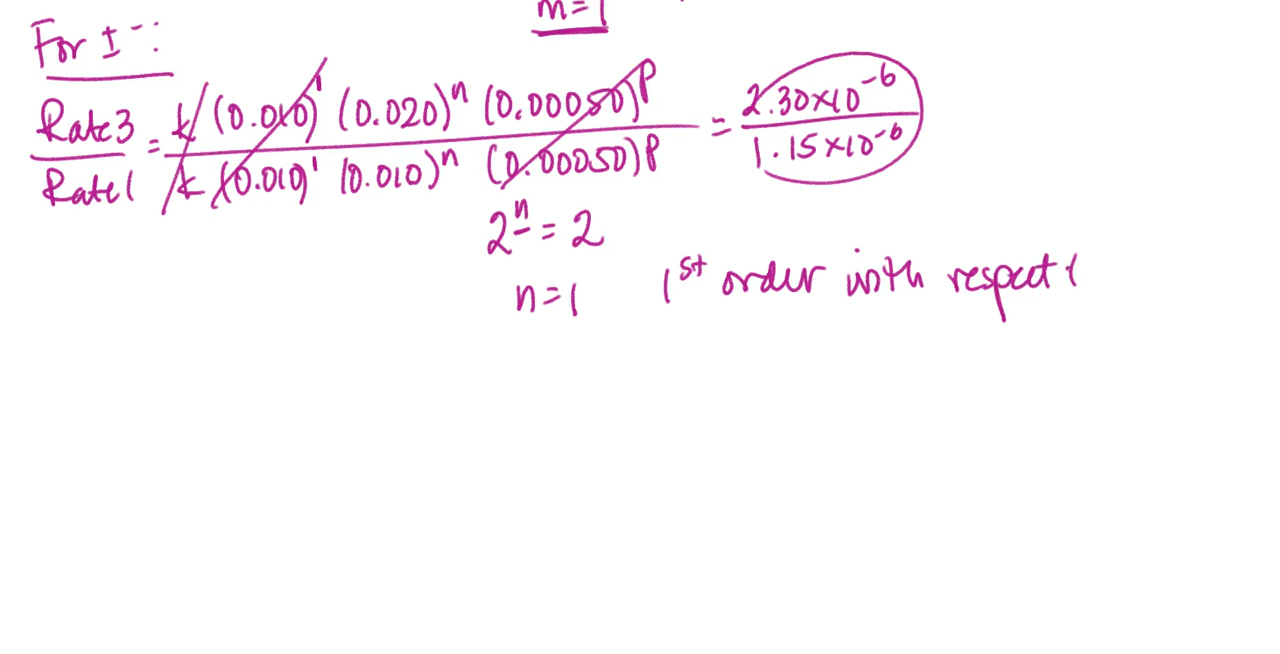 m=1
For I⁻:
Rate3 = k (0.010)¹ (0.020)ⁿ (0.00050)ᵖ = 2.30×10⁻⁶
Rate1 k (0.010)¹ (0.010)ⁿ (0.00050)ᵖ 1.15×10⁻⁶
2ⁿ = 2
n=1 1st order with respect t